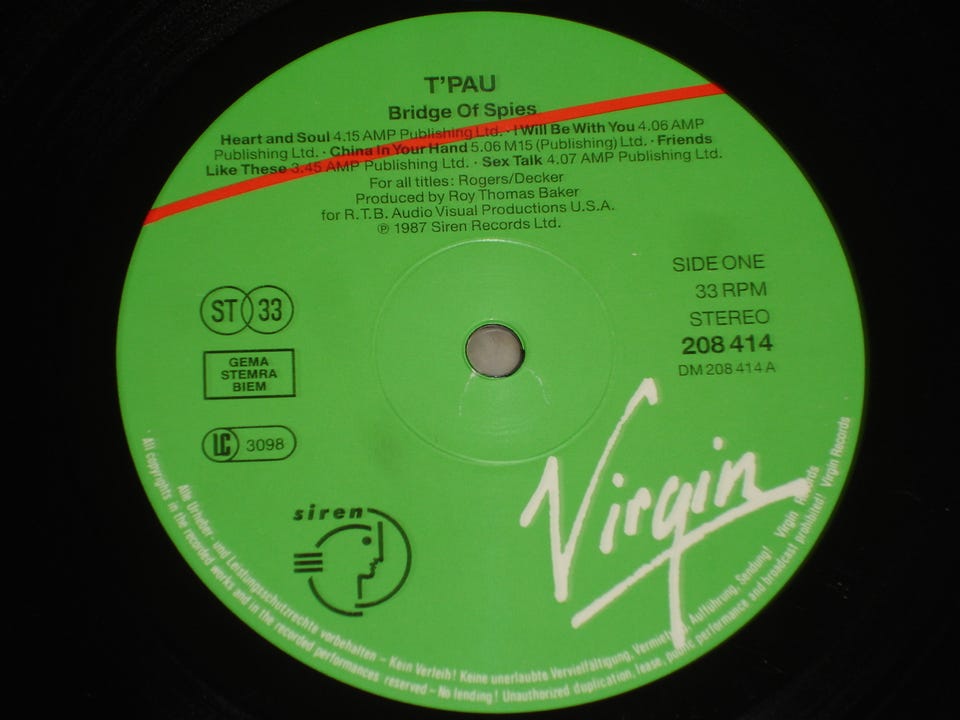 T'PAU
Bridge Of Spies
Heart and Soul 4.15 AMP Publishing Ltd. · I Will Be With You 4.06 AMP
Publishing Ltd. · China In Your Hand 5.06 M15 (Publishing) Ltd. · Friends
Like These 3.45 AMP Publishing Ltd. · Sex Talk 4.07 AMP Publishing Ltd.
For all titles: Rogers/Decker
Produced by Roy Thomas Baker
for R.T.B. Audio Visual Productions U.S.A.
℗ 1987 Siren Records Ltd.
SIDE ONE
33 RPM
STEREO
208 414
DM 208 414 A
ST 33
GEMA
STEMRA
BIEM
LC 3098
siren
Virgin
Alle Urheber- und Leistungsschutzrechte vorbehalten – Kein Verleih! Keine unerlaubte Vervielfältigung, Vermietung, Aufführung, Sendung! Virgin Records
All copyrights in the recorded works and in the recorded performances reserved – No lending! Unauthorized duplication, lease, public performance and broadcast prohibited! Virgin Records